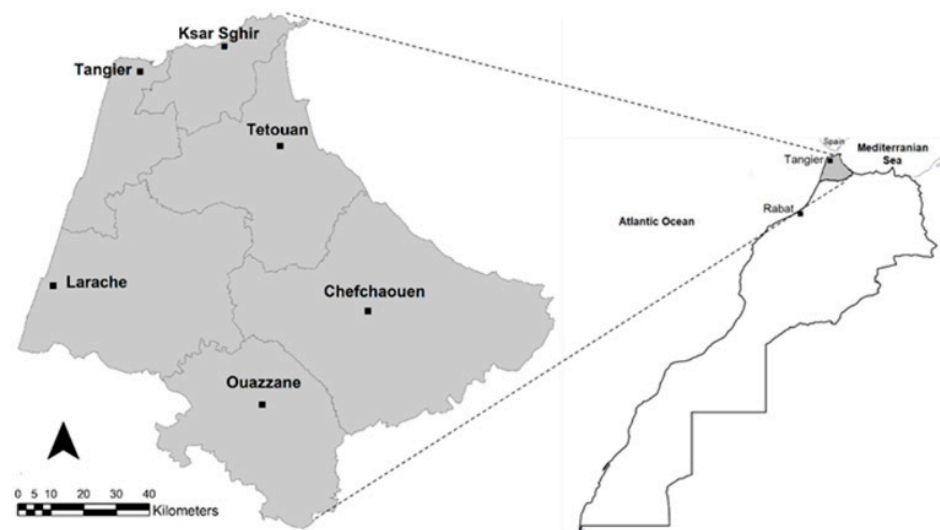 Ksar Sghir
Tangier
Tetouan
Larache
Chefchaouen
Ouazzane
0 5 10 20 30 40
Kilometers
Spain
Mediterranian
Sea
Tangier
Rabat
Atlantic Ocean